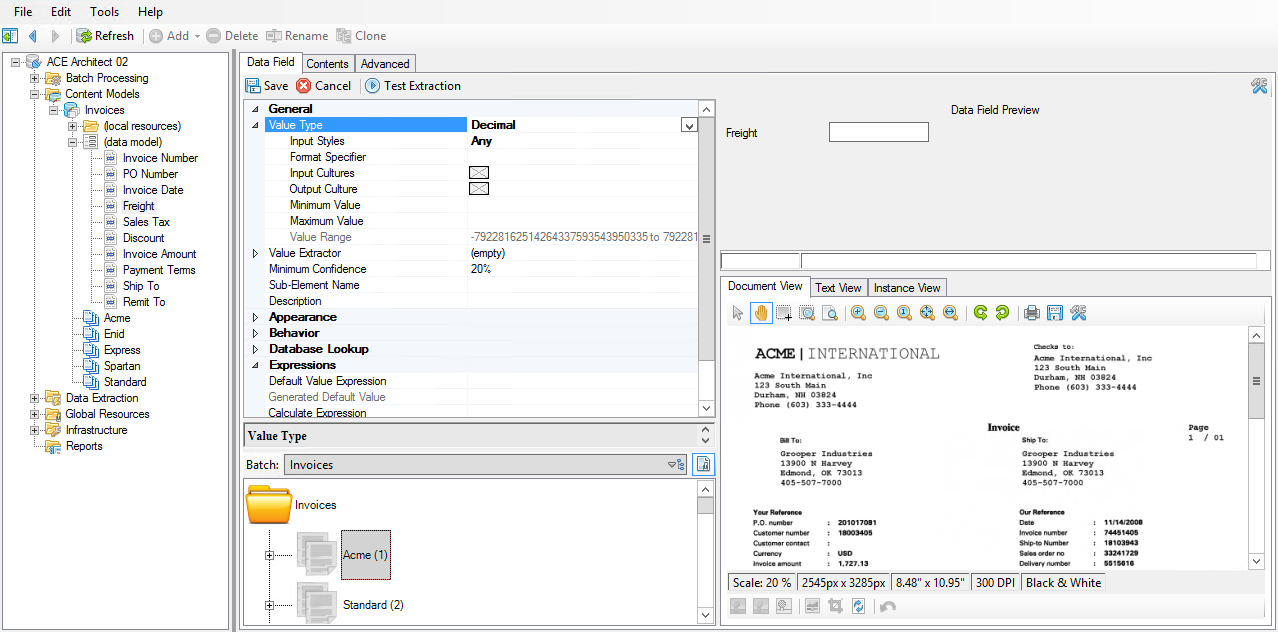 File Edit Tools Help
Refresh Add Delete Rename Clone
ACE Architect 02
Batch Processing
Content Models
Invoices
(local resources)
(data model)
Invoice Number
PO Number
Invoice Date
Freight
Sales Tax
Discount
Invoice Amount
Payment Terms
Ship To
Remit To
Acme
Enid
Express
Spartan
Standard
Data Extraction
Global Resources
Infrastructure
Reports
Data Field Contents Advanced
Save Cancel Test Extraction
General
Value Type Decimal
Input Styles Any
Format Specifier
Input Cultures
Output Culture
Minimum Value
Maximum Value
Value Range -79228162514264337593543950335 to 792281
Value Extractor (empty)
Minimum Confidence 20%
Sub-Element Name
Description
Appearance
Behavior
Database Lookup
Expressions
Default Value Expression
Generated Default Value
Calculate Expression
Value Type
Batch: Invoices
Invoices
Acme (1)
Standard (2)
Data Field Preview
Freight
Document View Text View Instance View
ACME | INTERNATIONAL
Acme International, Inc
123 South Main
Durham, NH 03824
Phone (603) 333-4444
Checks to:
Acme International, Inc
123 South Main
Durham, NH 03824
Phone (603) 333-4444
Invoice
Page
1 / 01
Bill To:
Grooper Industries
13900 N Harvey
Edmond, OK 73013
405-507-7000
Ship To:
Grooper Industries
13900 N Harvey
Edmond, OK 73013
405-507-7000
Your Reference
P.O. number : 201017081
Customer number : 18003405
Customer contact :
Currency : USD
Invoice amount : 1,727.13
Our Reference
Date : 11/14/2008
Invoice number : 74451405
Ship-to Number : 18103943
Sales order no : 33241729
Delivery number : 5515616
Scale: 20 % 2545px x 3285px 8.48" x 10.95" 300 DPI Black & White